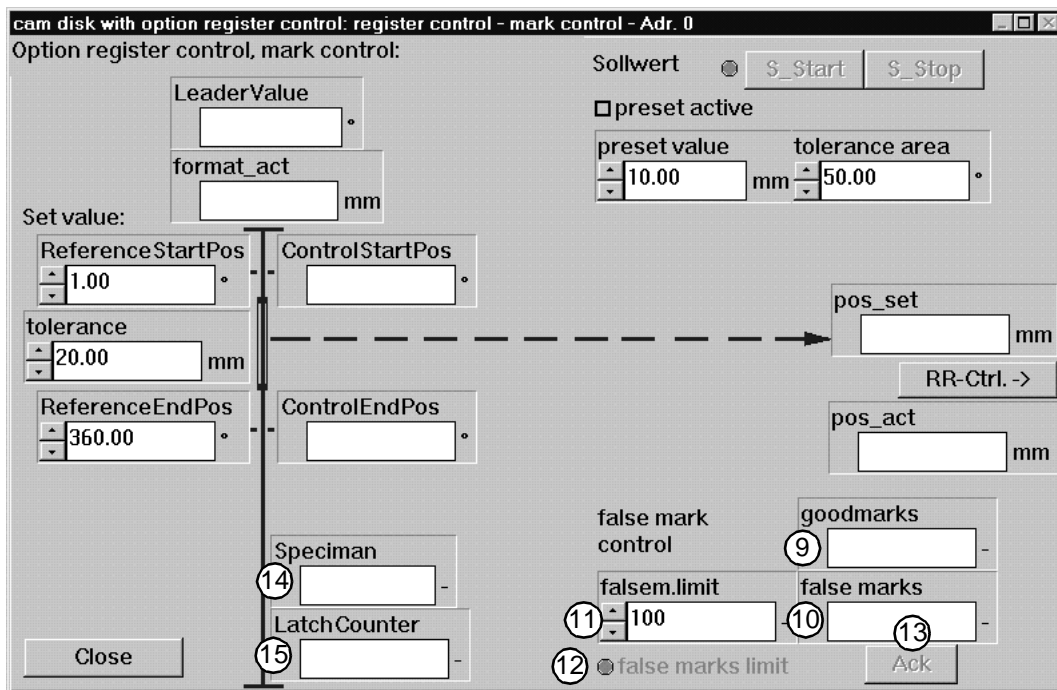 cam disk with option register control: register control - mark control - Adr. 0
Option register control, mark control:
Sollwert
S_Start
S_Stop
LeaderValue
°
preset active
format_act
mm
preset value
10.00
mm
tolerance area
50.00
°
Set value:
ReferenceStartPos
1.00
°
ControlStartPos
°
tolerance
20.00
mm
pos_set
mm
RR-Ctrl. ->
ReferenceEndPos
360.00
°
ControlEndPos
°
pos_act
mm
false mark
control
goodmarks
9
-
Speciman
14
-
falsem.limit
11
100
-
false marks
10
-
LatchCounter
15
-
13
Close
12
false marks limit
Ack